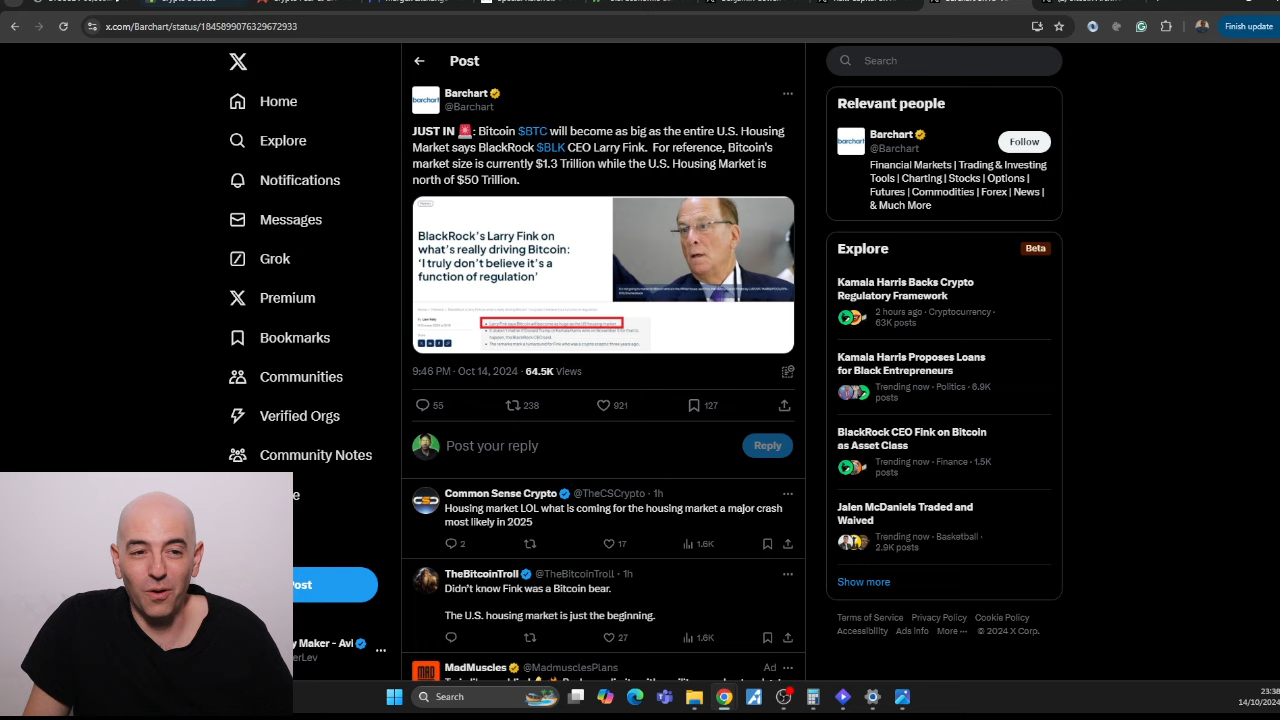 x.com/Barchart/status/1845899076329672933
Finish update
Home
Explore
Notifications
Messages
Grok
Premium
Bookmarks
Communities
Verified Orgs
Community Notes
Post
Barchart
@Barchart
JUST IN 🚨: Bitcoin $BTC will become as big as the entire U.S. Housing
Market says BlackRock $BLK CEO Larry Fink. For reference, Bitcoin's
market size is currently $1.3 Trillion while the U.S. Housing Market is
north of $50 Trillion.
BlackRock's Larry Fink on
what's really driving Bitcoin:
'I truly don't believe it's a
function of regulation'
9:46 PM · Oct 14, 2024 · 64.5K Views
55
238
921
127
Post your reply
Reply
Common Sense Crypto @TheCSCrypto · 1h
Housing market LOL what is coming for the housing market a major crash
most likely in 2025
2
17
1.6K
TheBitcoinTroll @TheBitcoinTroll · 1h
Didn't know Fink was a Bitcoin bear.
The U.S. housing market is just the beginning.
27
1.6K
MadMuscles @MadmusclesPlans
Ad
Search
Relevant people
Barchart
@Barchart
Follow
Financial Markets | Trading & Investing
Tools | Charting | Stocks | Options |
Futures | Commodities | Forex | News |
& Much More
Explore
Beta
Kamala Harris Backs Crypto
Regulatory Framework
2 hours ago · Cryptocurrency ·
Kamala Harris Proposes Loans
for Black Entrepreneurs
Trending now · Politics · 6.9K
posts
BlackRock CEO Fink on Bitcoin
as Asset Class
Trending now · Finance · 1.5K
posts
Jalen McDaniels Traded and
Waived
Trending now · Basketball ·
2.9K posts
Show more
Terms of Service Privacy Policy Cookie Policy
Accessibility Ads info More ··· © 2024 X Corp.
Maker - Avi
Search
23:38
14/10/2024